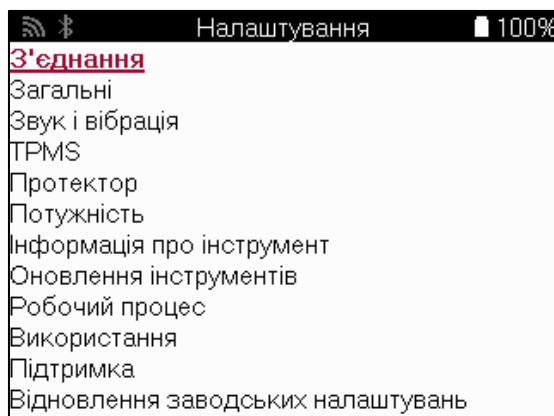 Налаштування 100%
З'єднання
Загальні
Звук і вібрація
TPMS
Протектор
Потужність
Інформація про інструмент
Оновлення інструментів
Робочий процес
Використання
Підтримка
Відновлення заводських налаштувань